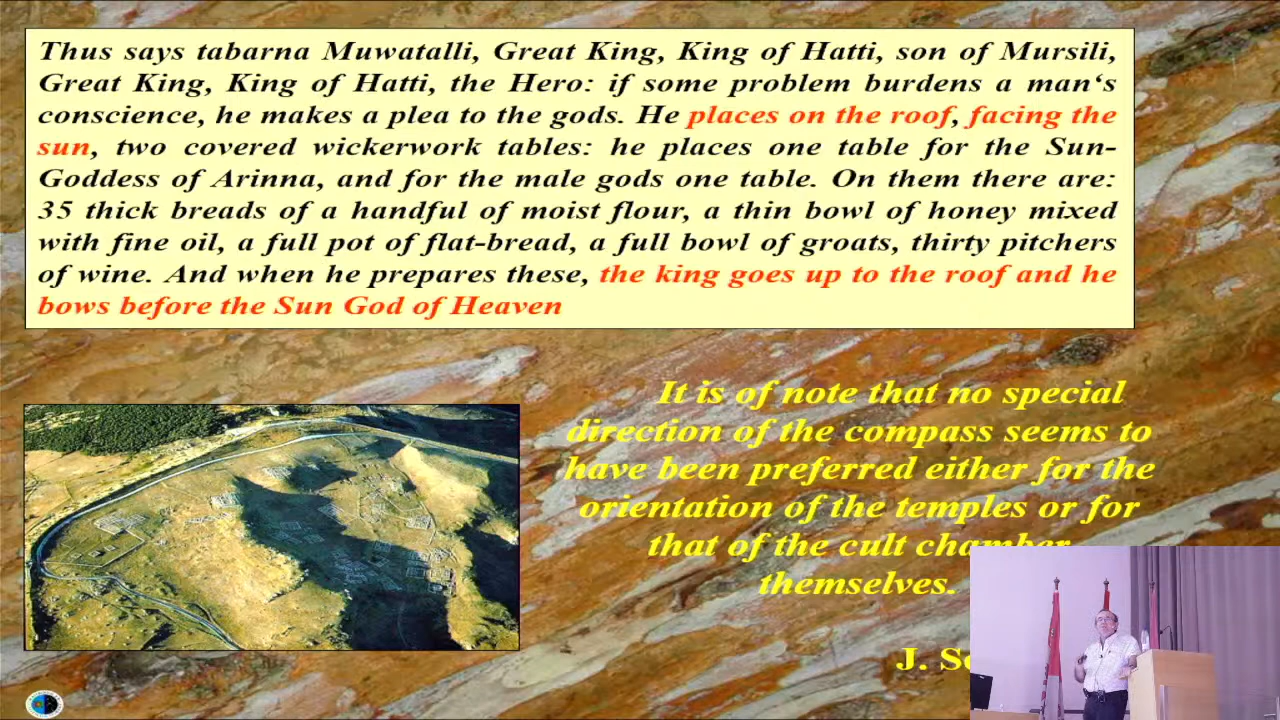 Thus says tabarna Muwatalli, Great King, King of Hatti, son of Mursili,
Great King, King of Hatti, the Hero: if some problem burdens a man‘s
conscience, he makes a plea to the gods. He places on the roof, facing the
sun, two covered wickerwork tables: he places one table for the Sun-
Goddess of Arinna, and for the male gods one table. On them there are:
35 thick breads of a handful of moist flour, a thin bowl of honey mixed
with fine oil, a full pot of flat-bread, a full bowl of groats, thirty pitchers
of wine. And when he prepares these, the king goes up to the roof and he
bows before the Sun God of Heaven
It is of note that no special
direction of the compass seems to
have been preferred either for the
orientation of the temples or for
that of the cult chamber
themselves.
J.